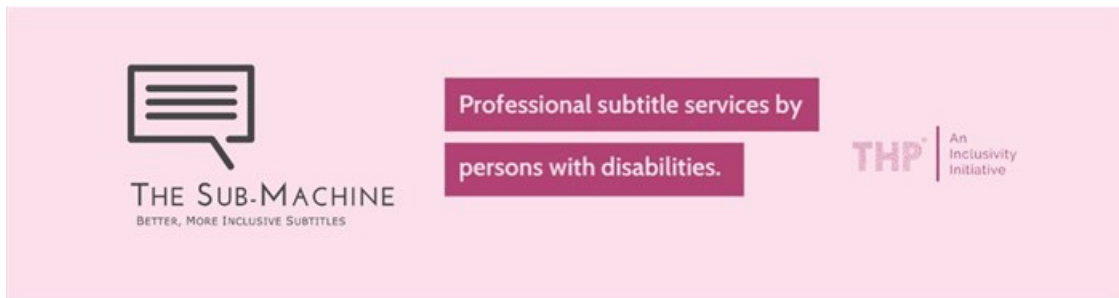 THE SUB-MACHINE
BETTER, MORE INCLUSIVE SUBTITLES
Professional subtitle services by
persons with disabilities.
THP
An
Inclusivity
Initiative